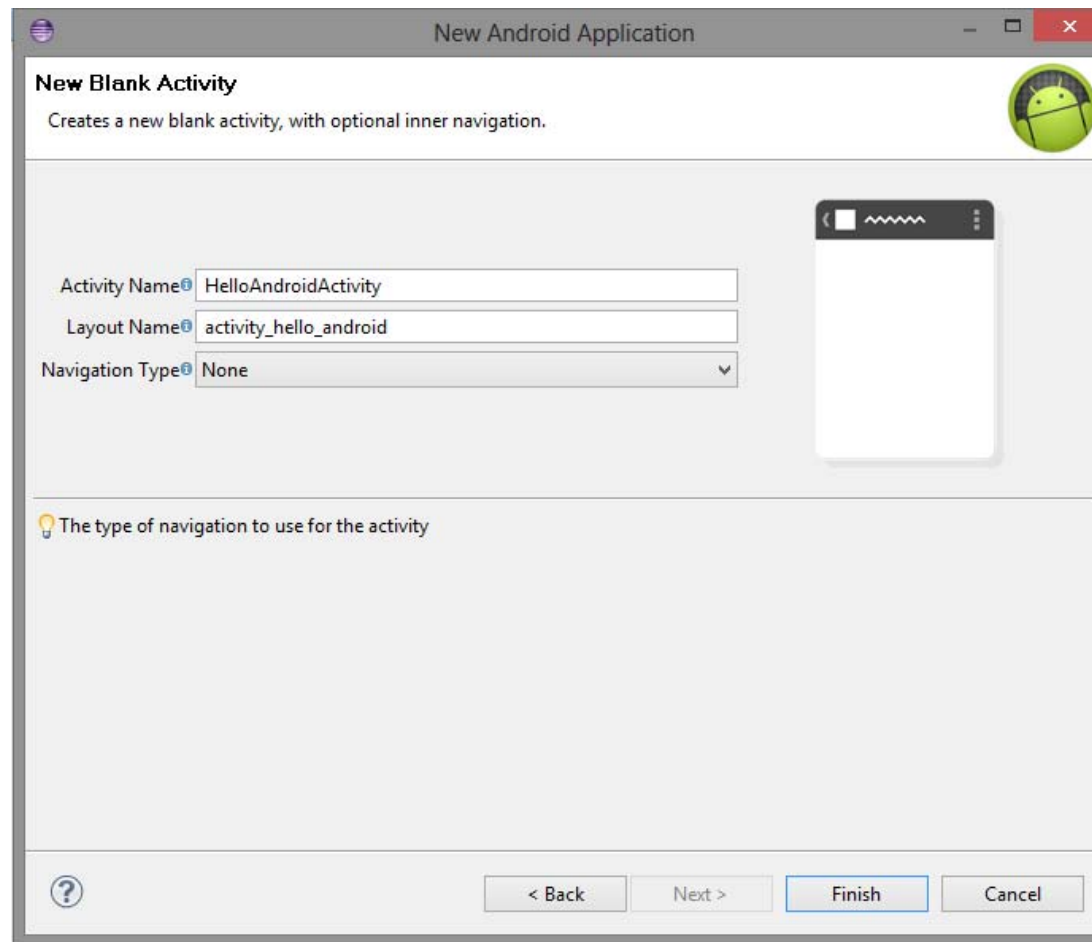 New Android Application
New Blank Activity
Creates a new blank activity, with optional inner navigation.
Activity Name HelloAndroidActivity
Layout Name activity_hello_android
Navigation Type None
The type of navigation to use for the activity
< Back Next > Finish Cancel